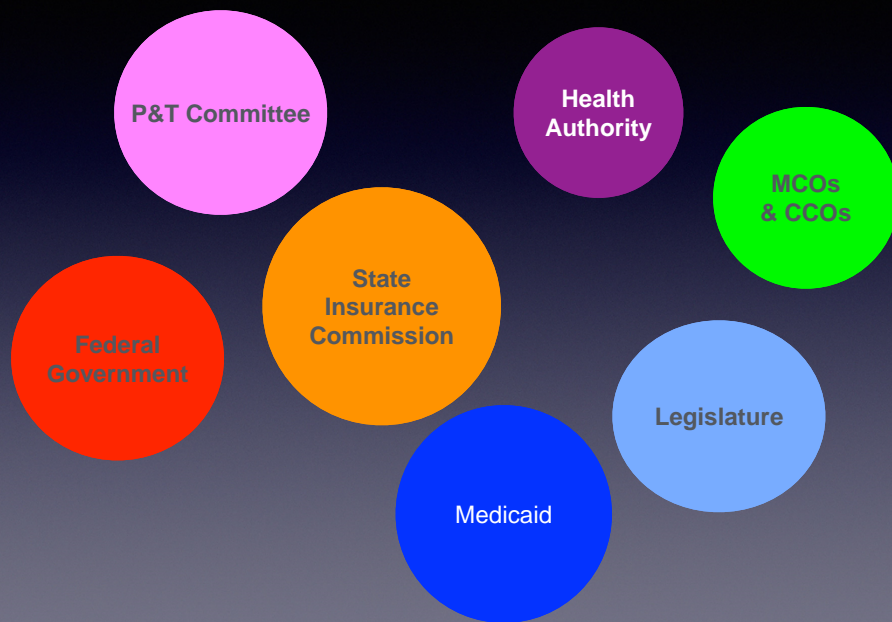 P&T Committee
Health
Authority
MCOs
& CCOs
State
Insurance
Commission
Federal
Government
Legislature
Medicaid